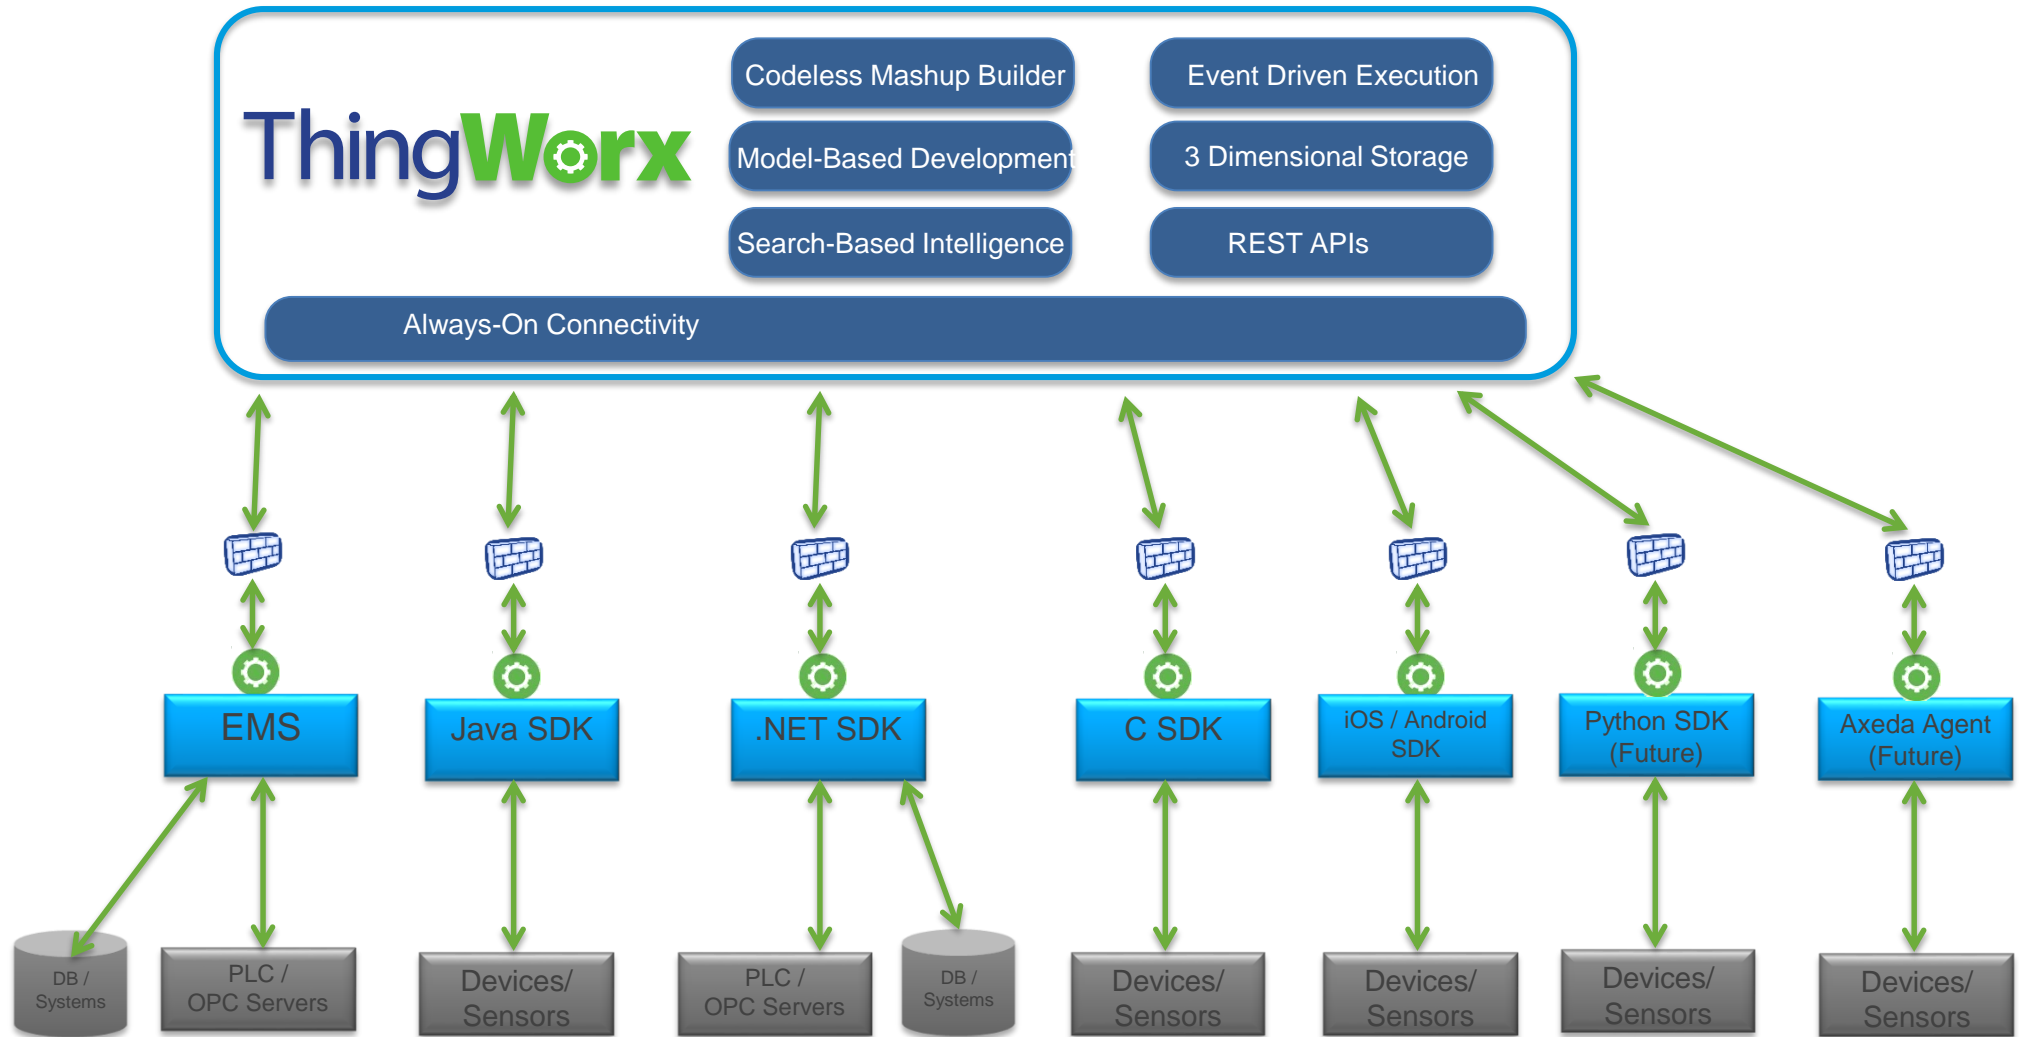 ThingWorx
Codeless Mashup Builder
Event Driven Execution
Model-Based Development
3 Dimensional Storage
Search-Based Intelligence
REST APIs
Always-On Connectivity
EMS
Java SDK
.NET SDK
C SDK
iOS / Android
SDK
Python SDK
(Future)
Axeda Agent
(Future)
DB /
Systems
PLC /
OPC Servers
Devices/
Sensors
PLC /
OPC Servers
DB /
Systems
Devices/
Sensors
Devices/
Sensors
Devices/
Sensors
Devices/
Sensors